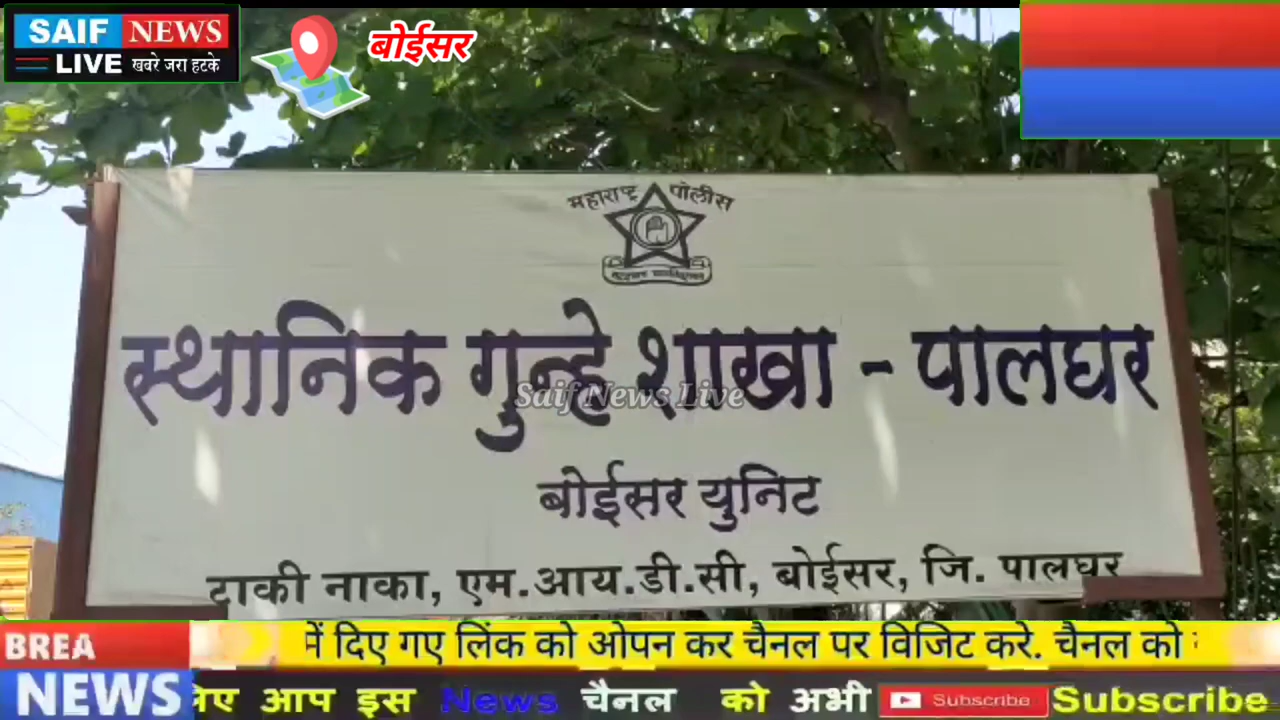 SAIF NEWS
LIVE खबरे जरा हटके
बोईसर
महाराष्ट्र पोलीस
स्थानिक गुन्हे शाखा - पालघर
Saif News Live
बोईसर युनिट
टाकी नाका, एम.आय.डी.सी, बोईसर, जि. पालघर
BREA
NEWS
में दिए गए लिंक को ओपन कर चैनल पर विजिट करे. चैनल को
आप इस News चैनल को अभी Subscribe Subscribe